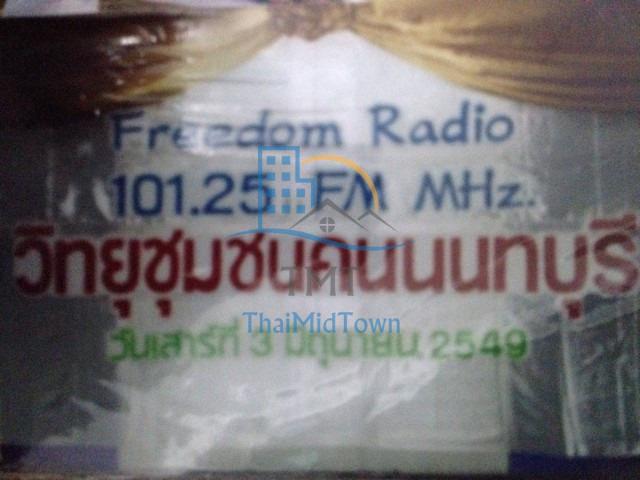 Freedom Radio
101.25 FM MHz.
วิทยุชุมชนคนนนทบุรี
TMT
ThaiMidTown
วันเสาร์ที่ 3 มิถุนายน 2549